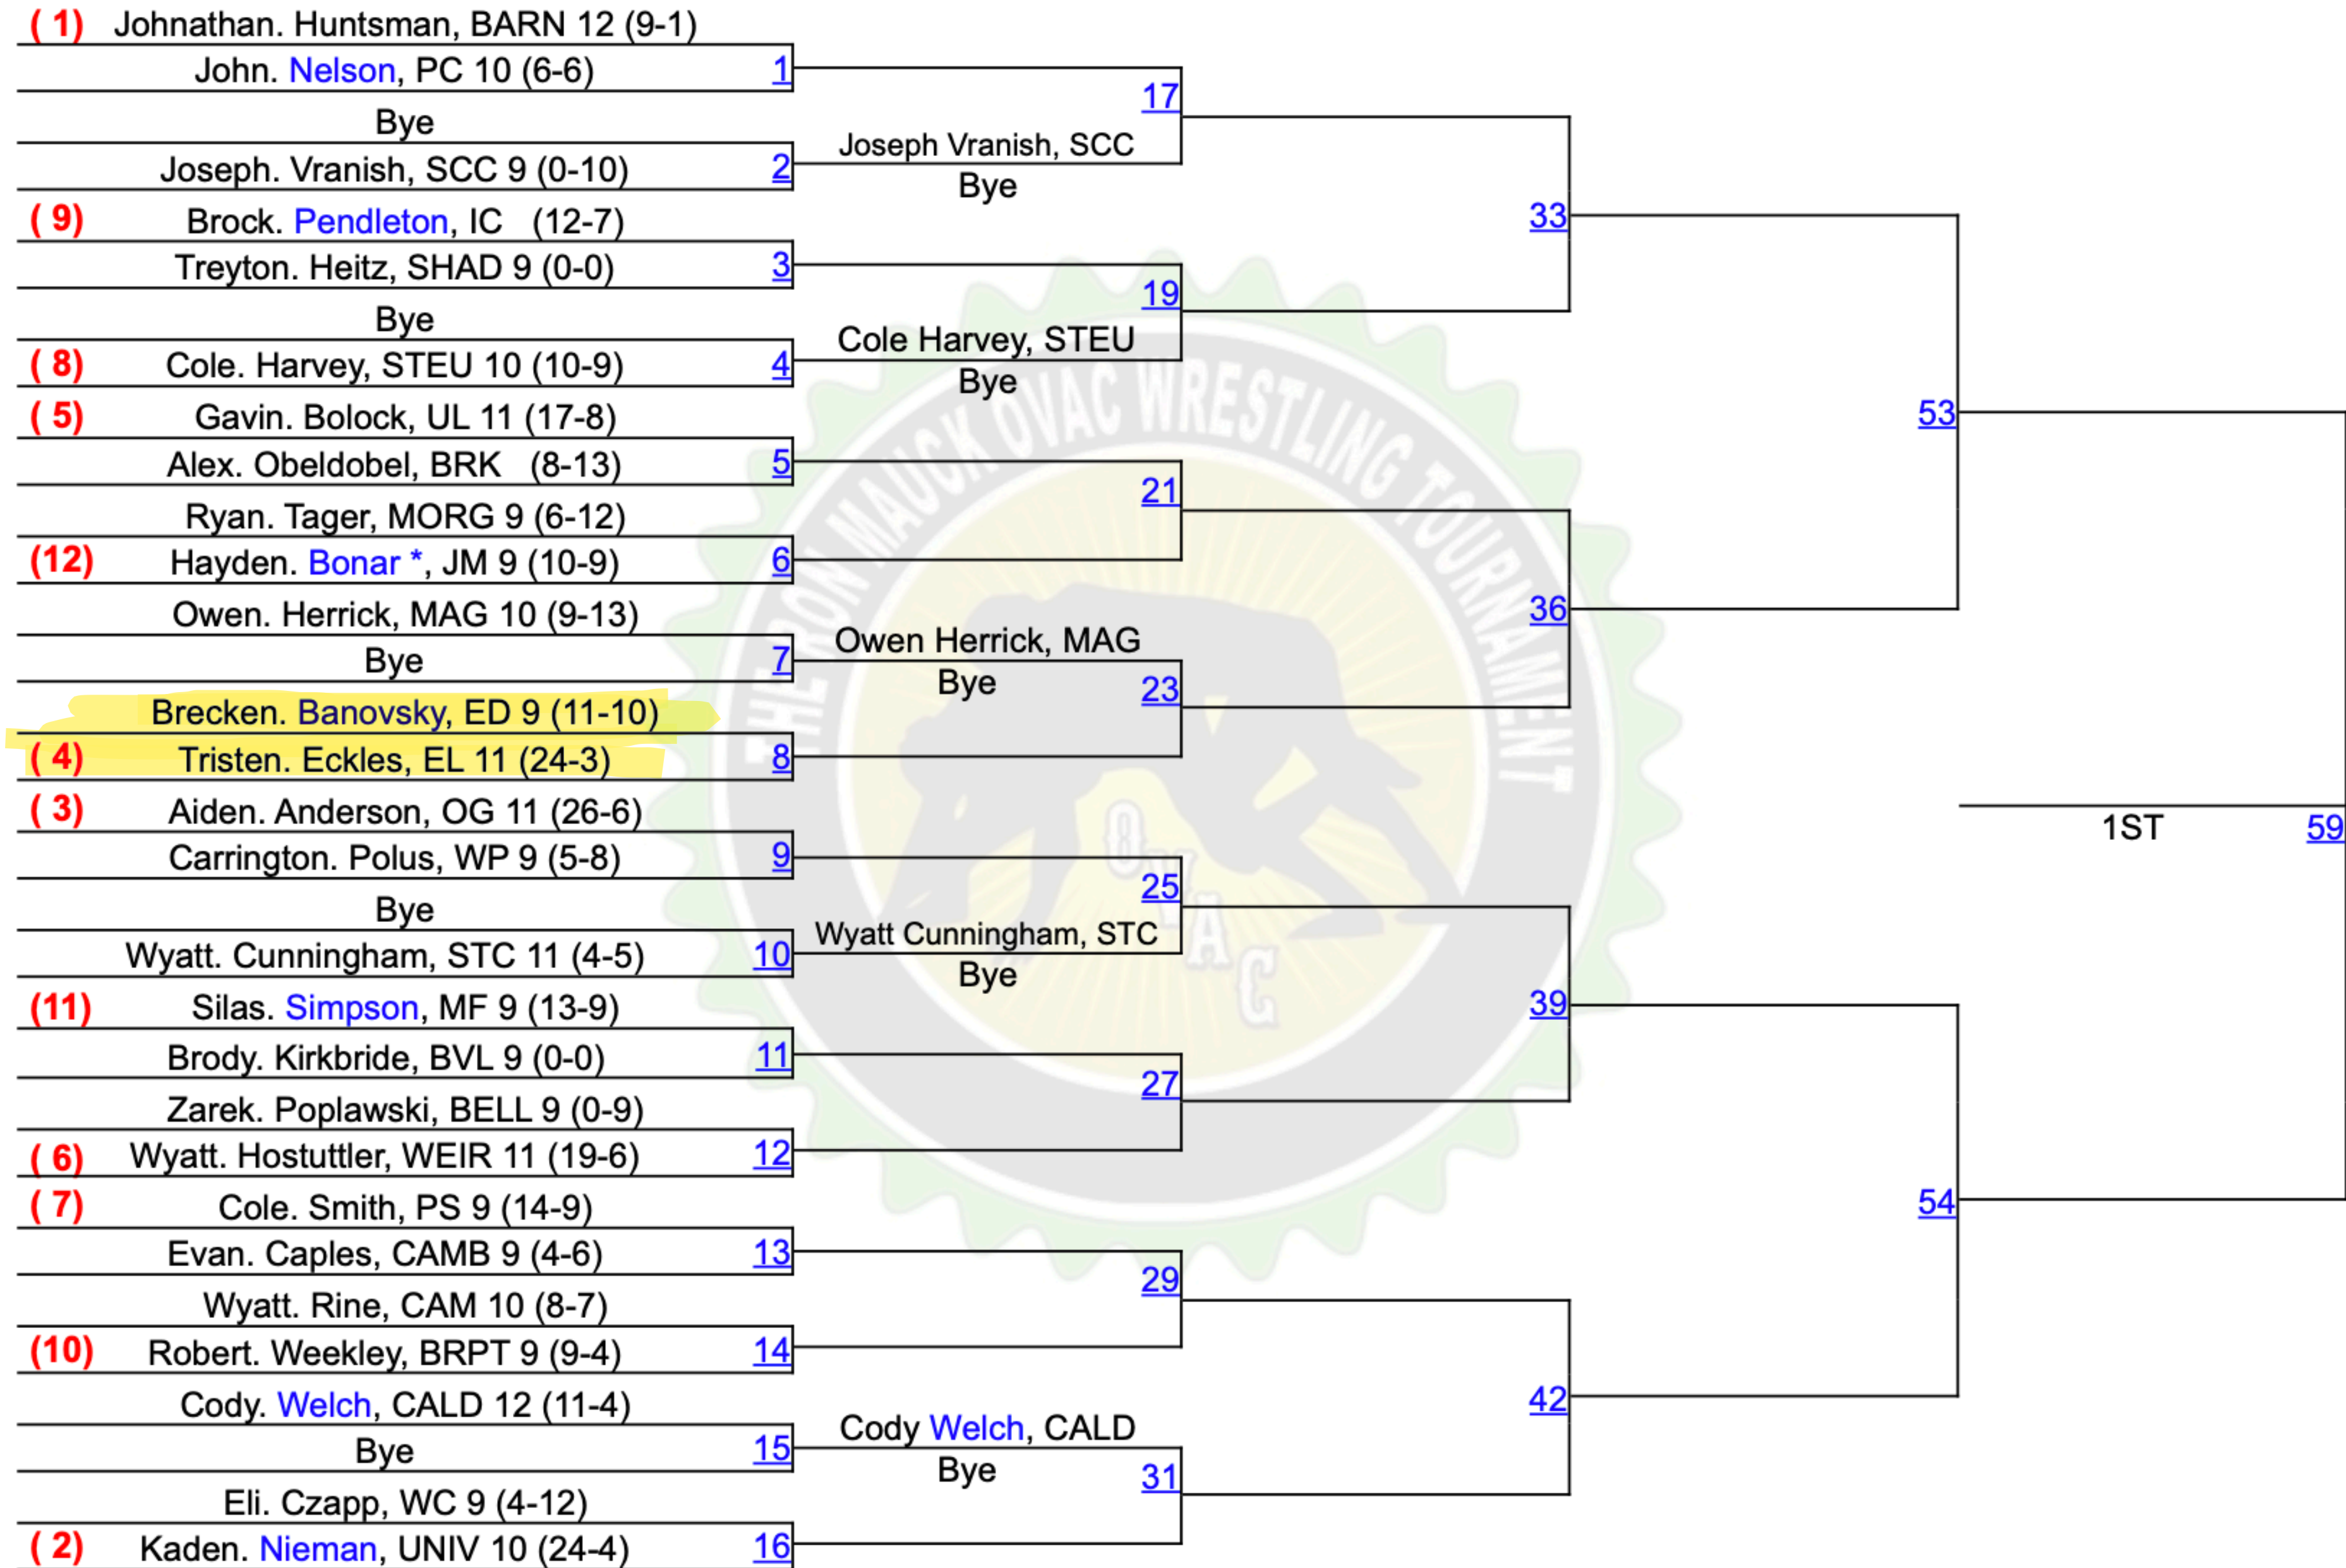 ( 1) Johnathan. Huntsman, BARN 12 (9-1)
John. Nelson, PC 10 (6-6) 1
17
Bye
Joseph Vranish, SCC
Joseph. Vranish, SCC 9 (0-10) 2
Bye
( 9) Brock. Pendleton, IC (12-7)
33
Treyton. Heitz, SHAD 9 (0-0) 3
19
Bye
Cole Harvey, STEU
( 8) Cole. Harvey, STEU 10 (10-9) 4
Bye
( 5) Gavin. Bolock, UL 11 (17-8)
53
Alex. Obeldobel, BRK (8-13) 5
21
Ryan. Tager, MORG 9 (6-12)
(12) Hayden. Bonar *, JM 9 (10-9) 6
Owen. Herrick, MAG 10 (9-13)
36
Owen Herrick, MAG
Bye 7
Bye
23
Brecken. Banovsky, ED 9 (11-10)
( 4) Tristen. Eckles, EL 11 (24-3) 8
( 3) Aiden. Anderson, OG 11 (26-6)
1ST 59
Carrington. Polus, WP 9 (5-8) 9
25
Bye
Wyatt Cunningham, STC
Wyatt. Cunningham, STC 11 (4-5) 10
Bye
(11) Silas. Simpson, MF 9 (13-9)
39
Brody. Kirkbride, BVL 9 (0-0) 11
27
Zarek. Poplawski, BELL 9 (0-9)
( 6) Wyatt. Hostuttler, WEIR 11 (19-6) 12
( 7) Cole. Smith, PS 9 (14-9)
54
Evan. Caples, CAMB 9 (4-6) 13
29
Wyatt. Rine, CAM 10 (8-7)
(10) Robert. Weekley, BRPT 9 (9-4) 14
Cody. Welch, CALD 12 (11-4)
42
Cody Welch, CALD
Bye 15
Bye
31
Eli. Czapp, WC 9 (4-12)
( 2) Kaden. Nieman, UNIV 10 (24-4) 16
THE RON MAUCK OVAC WRESTLING TOURNAMENT
OVAC